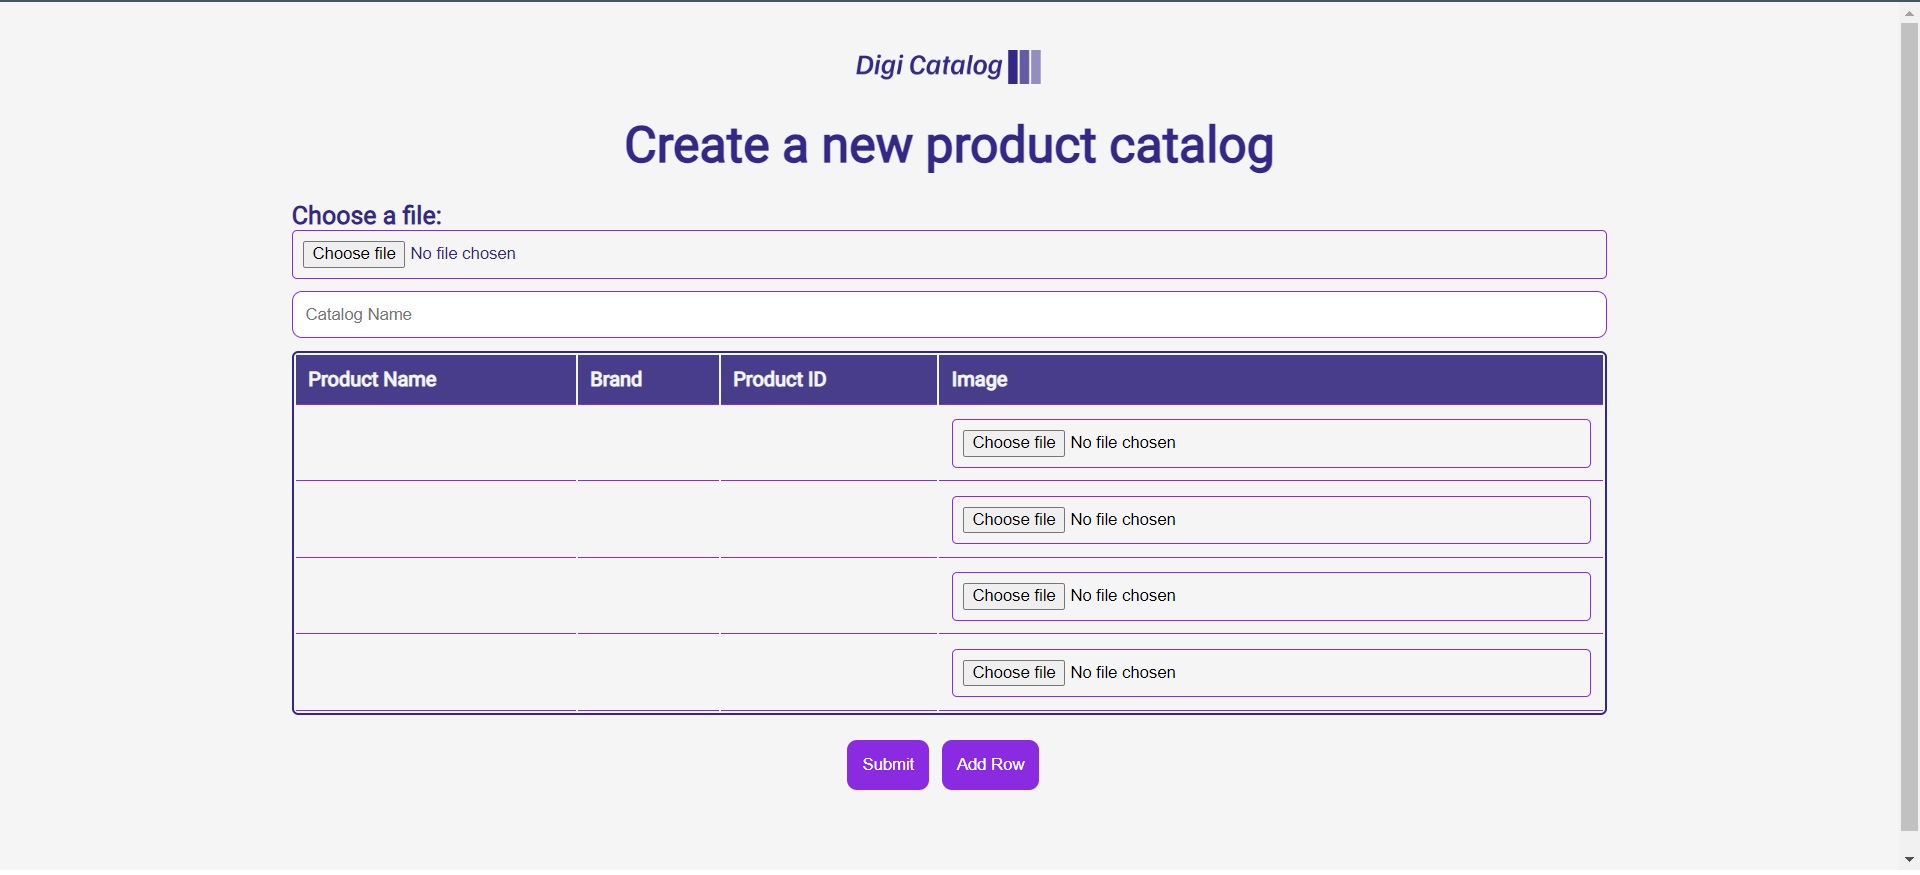 Digi Catalog
Create a new product catalog
Choose a file:
Choose file No file chosen
Catalog Name
Product Name Brand Product ID Image
Choose file No file chosen
Choose file No file chosen
Choose file No file chosen
Choose file No file chosen
Submit Add Row